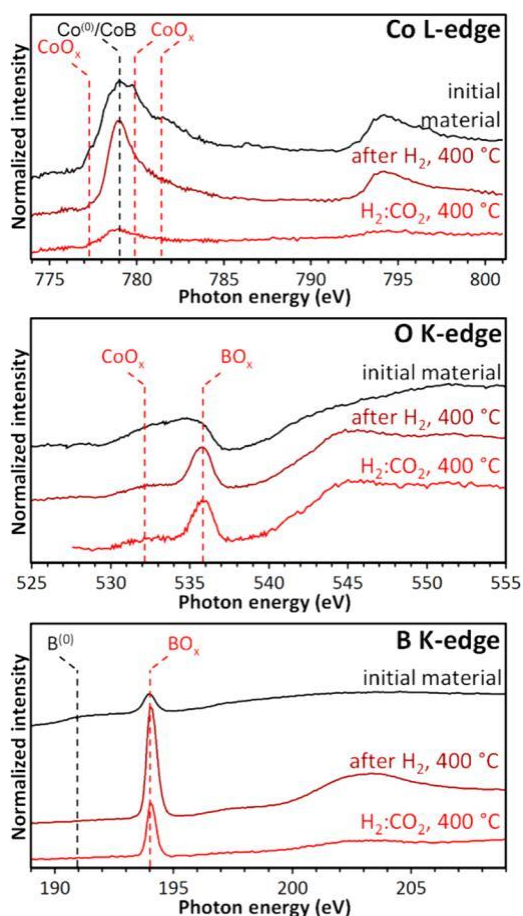 Co L-edge
Co⁽⁰⁾/CoB
CoOₓ
CoOₓ
initial
material
after H₂, 400 °C
H₂:CO₂, 400 °C
Normalized intensity
775 780 785 790 795 800
Photon energy (eV)
O K-edge
CoOₓ
BOₓ
initial material
after H₂, 400 °C
H₂:CO₂, 400 °C
Normalized intensity
525 530 535 540 545 550 555
Photon energy (eV)
B K-edge
B⁽⁰⁾
BOₓ
initial material
after H₂, 400 °C
H₂:CO₂, 400 °C
Normalized intensity
190 195 200 205
Photon energy (eV)